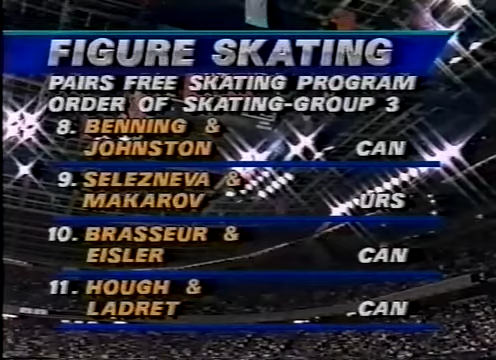 FIGURE SKATING
PAIRS FREE SKATING PROGRAM
ORDER OF SKATING-GROUP 3
8. BENNING &
JOHNSTON CAN
9. SELEZNEVA &
MAKAROV URS
10. BRASSEUR &
EISLER CAN
11. HOUGH &
LADRET CAN